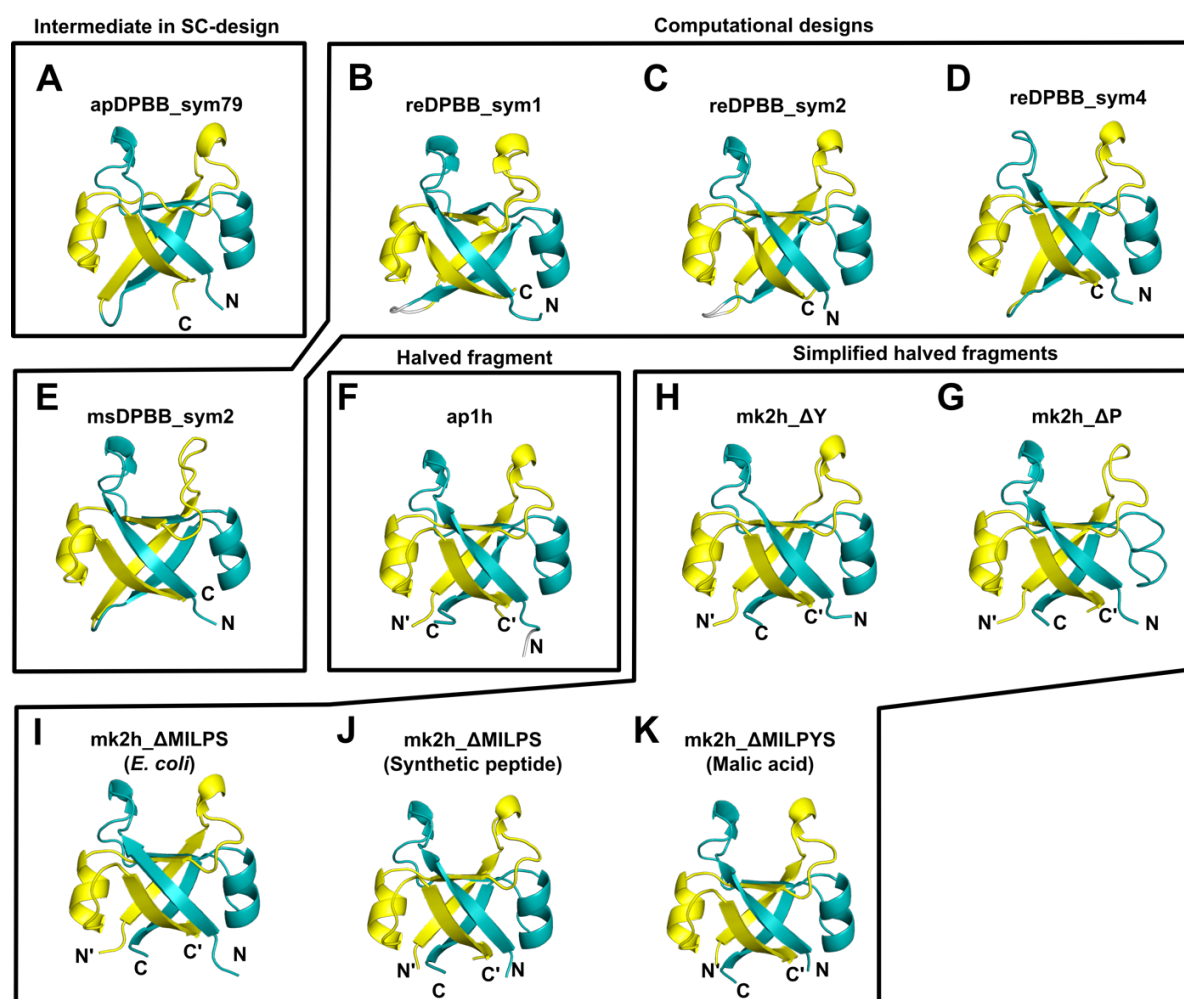 Intermediate in SC-design
Computational designs
A
apDPBB_sym79
N
C
B
reDPBB_sym1
C
N
C
reDPBB_sym2
C
N
D
reDPBB_sym4
C
N
E
msDPBB_sym2
C
N
Halved fragment
F
ap1h
N'
C
C'
N
Simplified halved fragments
H
mk2h_ΔY
N'
C
C'
N
G
mk2h_ΔP
N'
C
C'
N
I
mk2h_ΔMILPS
(E. coli)
N'
C
C'
N
J
mk2h_ΔMILPS
(Synthetic peptide)
N'
C
C'
N
K
mk2h_ΔMILPYS
(Malic acid)
N'
C
C'
N